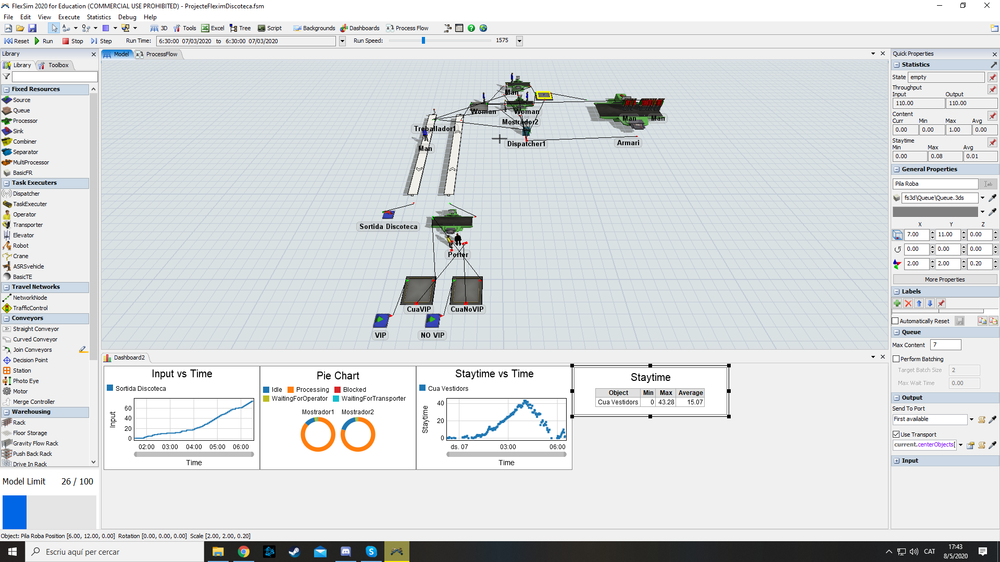 FlexSim 2020 for Education (COMMERCIAL USE PROHIBITED) - ProjecteFleximDiscoteca.fsm
File Edit View Execute Statistics Debug Help
3D Tools Excel Tree Script Backgrounds Dashboards Process Flow
Reset Run Stop Step Run Time: 6:30:00 07/03/2020 to 6:30:00 07/03/2020 Run Speed: 1575
Library
Library Toolbox
Fixed Resources
Source
Queue
Processor
Sink
Combiner
Separator
MultiProcessor
BasicFR
Task Executers
Dispatcher
TaskExecuter
Operator
Transporter
Elevator
Robot
Crane
ASRSvehicle
BasicTE
Travel Networks
NetworkNode
TrafficControl
Conveyors
Straight Conveyor
Curved Conveyor
Join Conveyors
Decision Point
Station
Photo Eye
Motor
Merge Controller
Warehousing
Rack
Floor Storage
Gravity Flow Rack
Push Back Rack
Drive In Rack
Model Limit 26 / 100
Model ProcessFlow
Man
Woman Woman
Mostrador2
Treballador1
Man Man
Dispatcher1
Armari
Man
Sortida Discoteca
Porter
CuaVIP CuaNoVIP
VIP NO VIP
Dashboard2
Input vs Time
Sortida Discoteca
Input
60
40
20
0
02:00 03:00 04:00 05:00 06:00
Time
Pie Chart
Idle Processing Blocked
WaitingForOperator WaitingForTransporter
Mostrador1 Mostrador2
Staytime vs Time
Cua Vestidors
Staytime
40
20
0
ds. 07 03:00 06:00
Time
Staytime
Object Min Max Average
Cua Vestidors 0 43.28 15.07
Quick Properties
Statistics
State empty
Throughput
Input Output
110.00 110.00
Content
Curr Min Max Avg
0.00 0.00 1.00 0.00
Staytime
Min Max Avg
0.00 0.08 0.01
General Properties
Pila Roba
fs3d\Queue\Queue.3ds
X Y Z
7.00 11.00 0.00
0.00 0.00 0.00
2.00 2.00 0.20
More Properties
Labels
Automatically Reset
Queue
Max Content 7
Perform Batching
Target Batch Size 2
Max Wait Time 0.00
Output
Send To Port
First available
Use Transport
current.centerObjects[
Input
Object: Pila Roba Position [6.00, 12.00, 0.00] Rotation [0.00, 0.00, 0.00] Scale [2.00, 2.00, 0.20]
Escriu aquí per cercar
CAT
17:43
8/5/2020